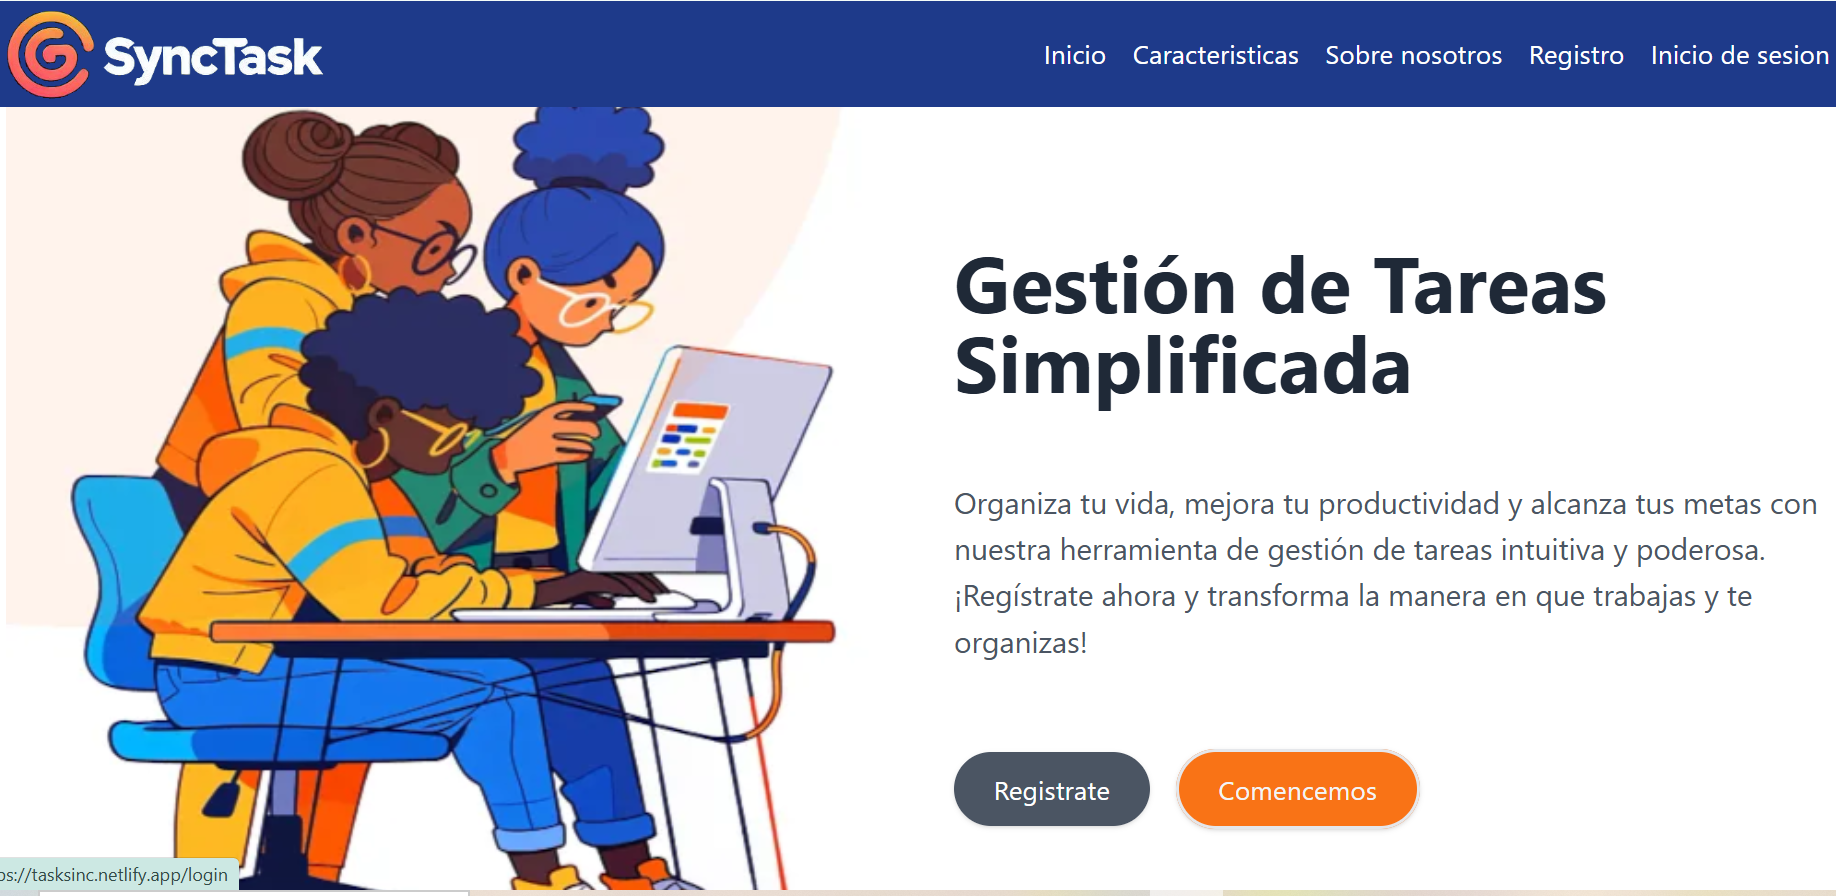 SyncTask
Inicio Caracteristicas Sobre nosotros Registro Inicio de sesion
Gestión de Tareas
Simplificada
Organiza tu vida, mejora tu productividad y alcanza tus metas con
nuestra herramienta de gestión de tareas intuitiva y poderosa.
¡Regístrate ahora y transforma la manera en que trabajas y te
organizas!
Registrate Comencemos
ps://tasksinc.netlify.app/login